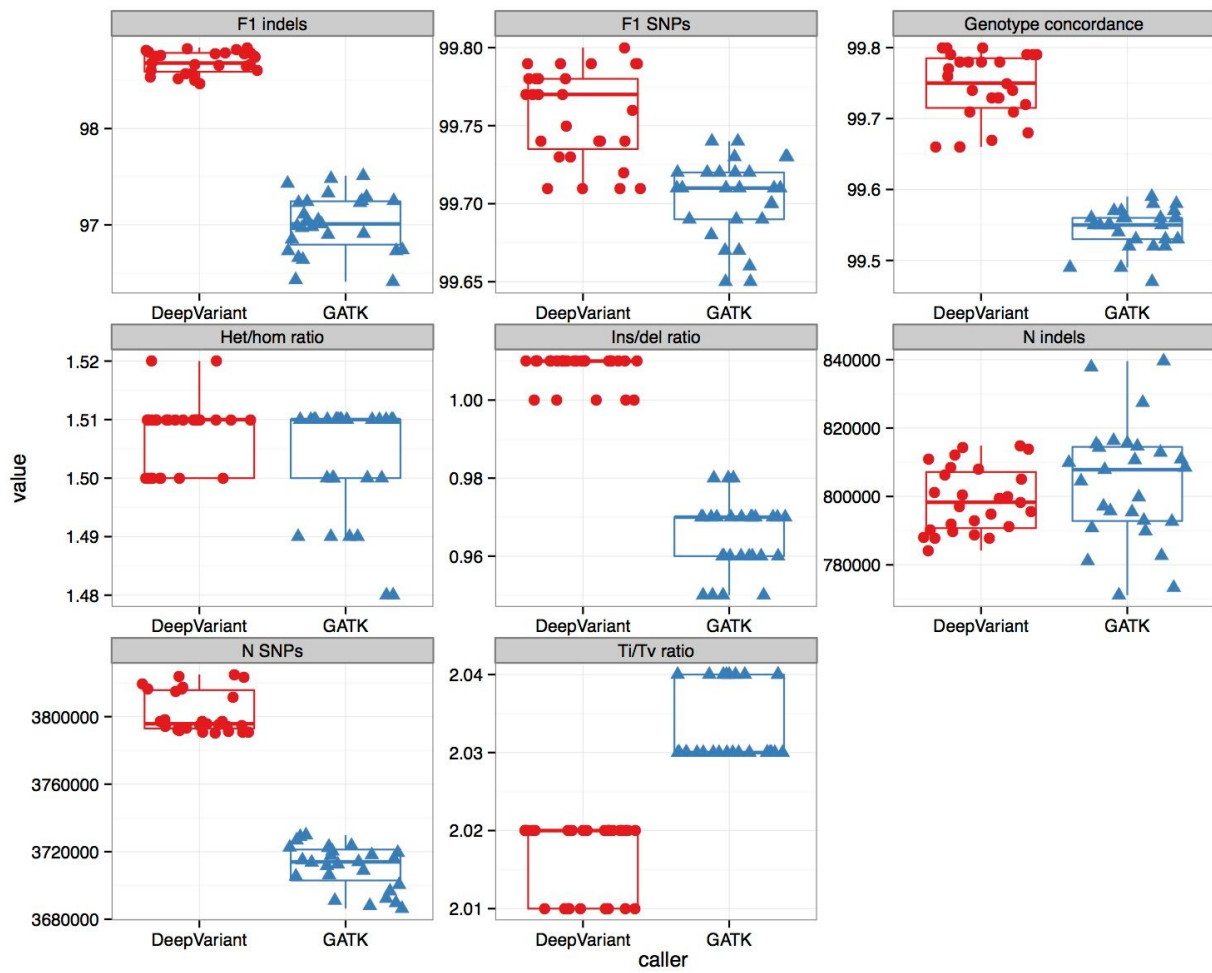 F1 indels
F1 SNPs
Genotype concordance
98
97
99.80
99.75
99.70
99.65
99.8
99.7
99.6
99.5
DeepVariant GATK
DeepVariant GATK
DeepVariant GATK
Het/hom ratio
Ins/del ratio
N indels
1.52
1.51
1.50
1.49
1.48
1.00
0.98
0.96
840000
820000
800000
780000
DeepVariant GATK
DeepVariant GATK
DeepVariant GATK
N SNPs
Ti/Tv ratio
3800000
3760000
3720000
3680000
2.04
2.03
2.02
2.01
DeepVariant GATK
DeepVariant GATK
value
caller